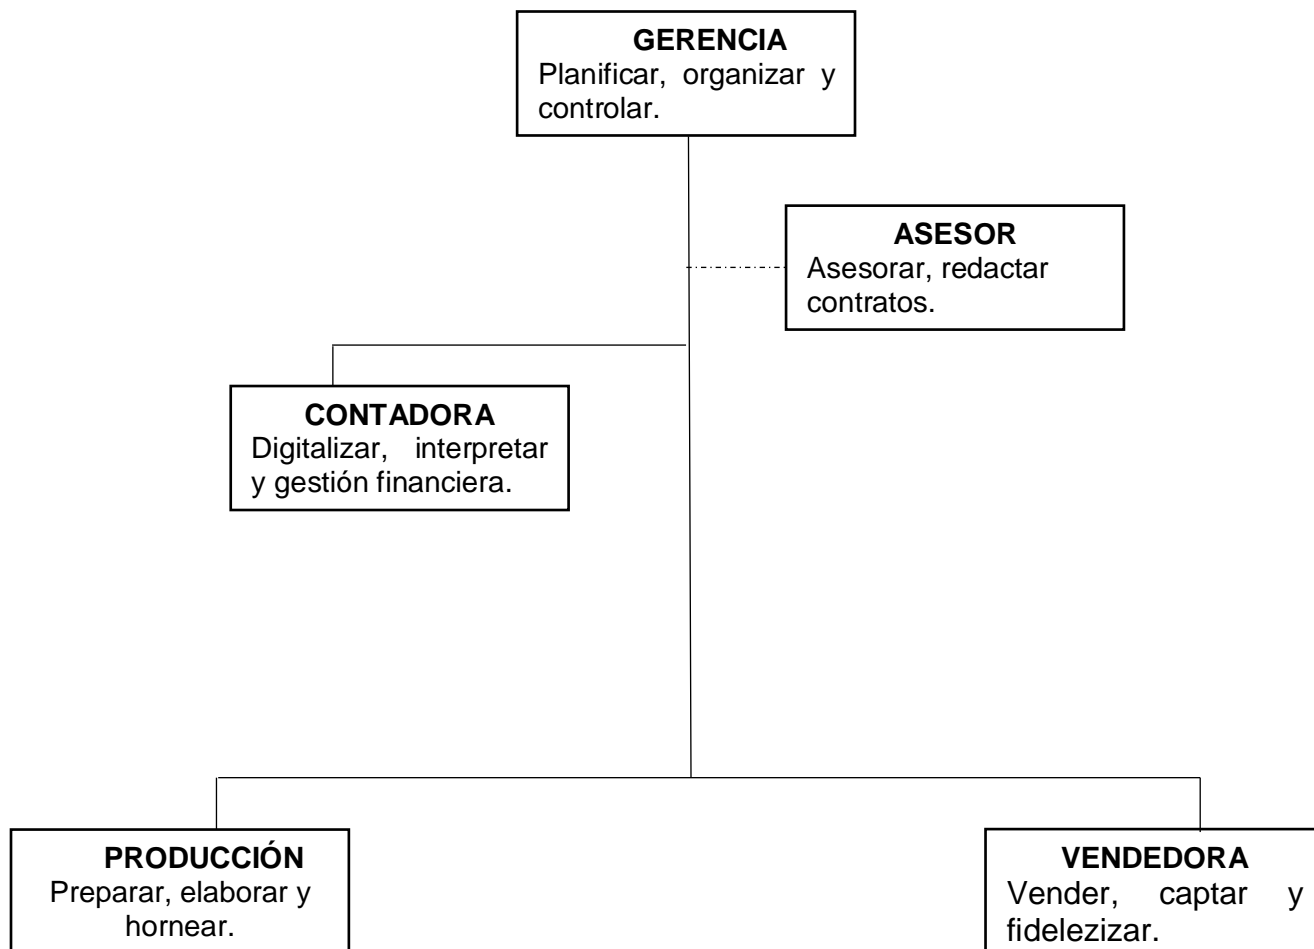 GERENCIA
Planificar, organizar y
controlar.
ASESOR
Asesorar, redactar
contratos.
CONTADORA
Digitalizar, interpretar
y gestión financiera.
PRODUCCIÓN
Preparar, elaborar y
hornear.
VENDEDORA
Vender, captar y
fidelezizar.